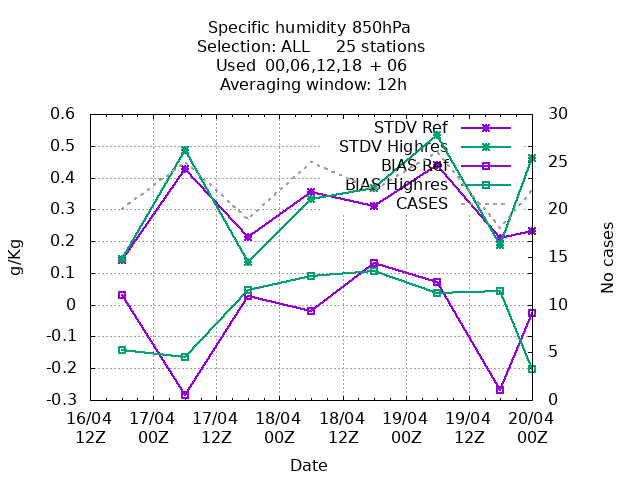 Specific humidity 850hPa
Selection: ALL 25 stations
Used 00,06,12,18 + 06
Averaging window: 12h
STDV Ref
STDV Highres
BIAS Ref
BIAS Highres
CASES
0.6
0.5
0.4
0.3
0.2
0.1
0
-0.1
-0.2
-0.3
g/Kg
30
25
20
15
10
5
0
No cases
16/04 17/04 17/04 18/04 18/04 19/04 19/04 20/04
12Z 00Z 12Z 00Z 12Z 00Z 12Z 00Z
Date